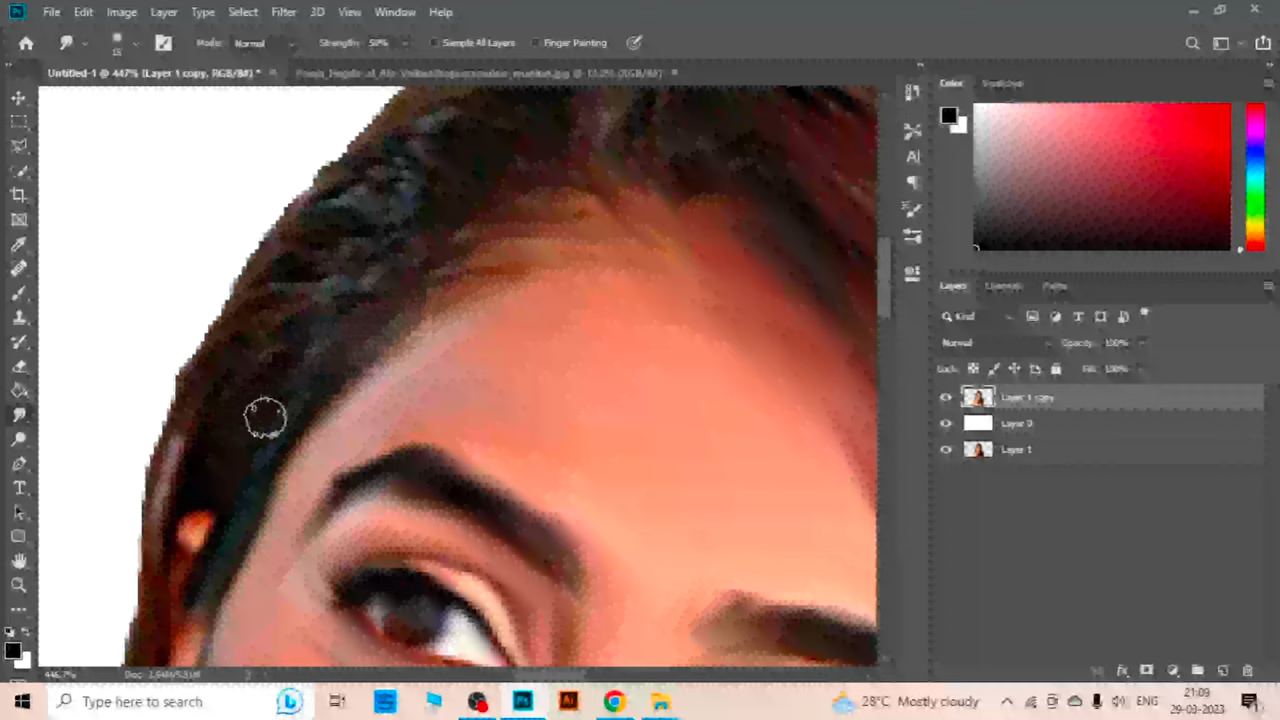 File Edit Image Layer Type Select Filter 3D View Window Help
15 Mode: Normal Strength: 50% Sample All Layers Finger Painting
Untitled-1 @ 447% (Layer 1 copy, RGB/8#) *
Color
Layers Channels Paths
Kind
Normal Opacity: 100%
Lock: Fill: 100%
Layer 1 copy
Layer 0
Layer 1
446.7%
Type here to search
28°C Mostly cloudy
ENG
21:09
29-03-2023